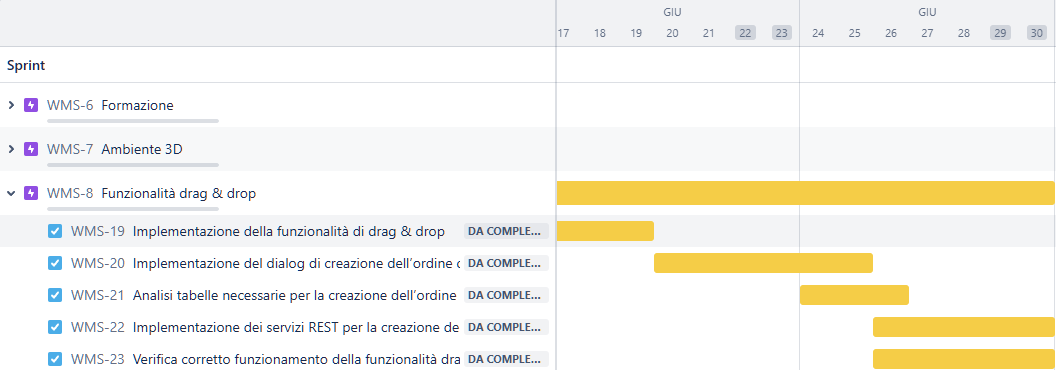 GIU GIU
17 18 19 20 21 22 23 24 25 26 27 28 29 30
Sprint
WMS-6 Formazione
WMS-7 Ambiente 3D
WMS-8 Funzionalità drag & drop
WMS-19 Implementazione della funzionalità di drag & drop DA COMPLE...
WMS-20 Implementazione del dialog di creazione dell'ordine DA COMPLE...
WMS-21 Analisi tabelle necessarie per la creazione dell'ordine DA COMPLE...
WMS-22 Implementazione dei servizi REST per la creazione de DA COMPLE...
WMS-23 Verifica corretto funzionamento della funzionalità dra DA COMPLE...